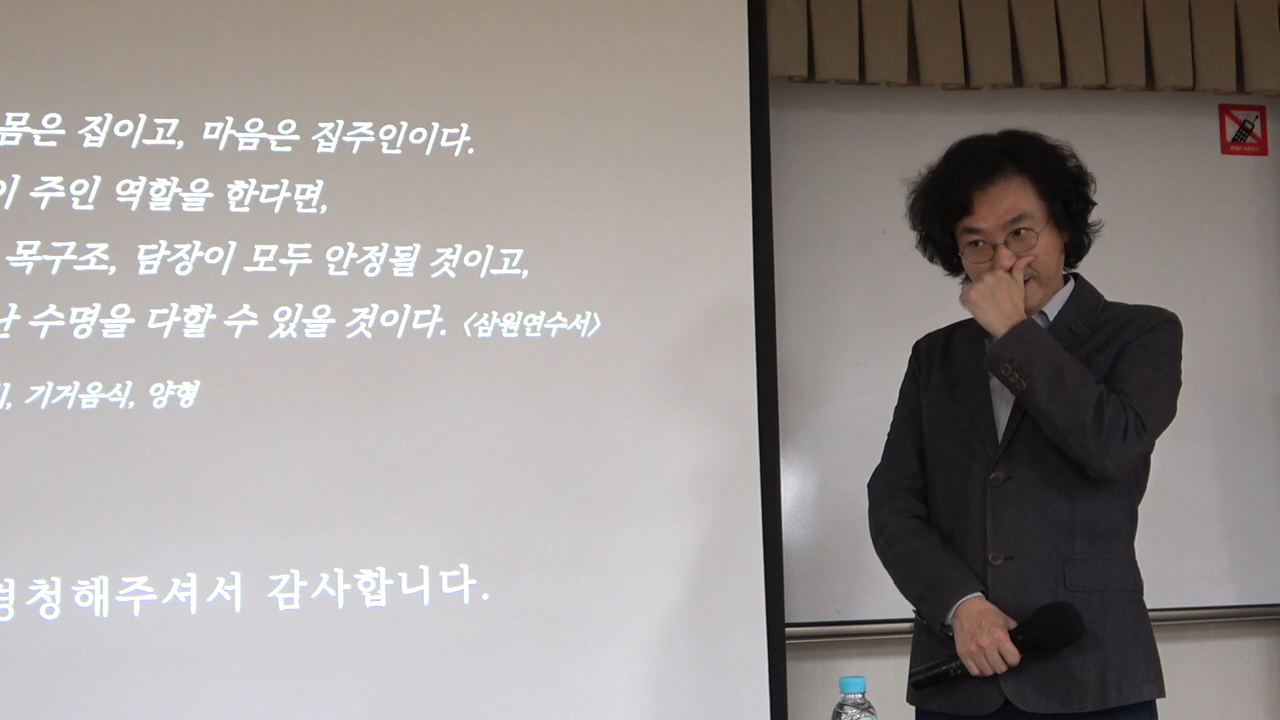 몸은 집이고, 마음은 집주인이다.
주인 역할을 한다면,
목구조, 담장이 모두 안정될 것이고,
수명을 다할 수 있을 것이다. <삼원연수서>
기거음식, 양형
경청해주셔서 감사합니다.